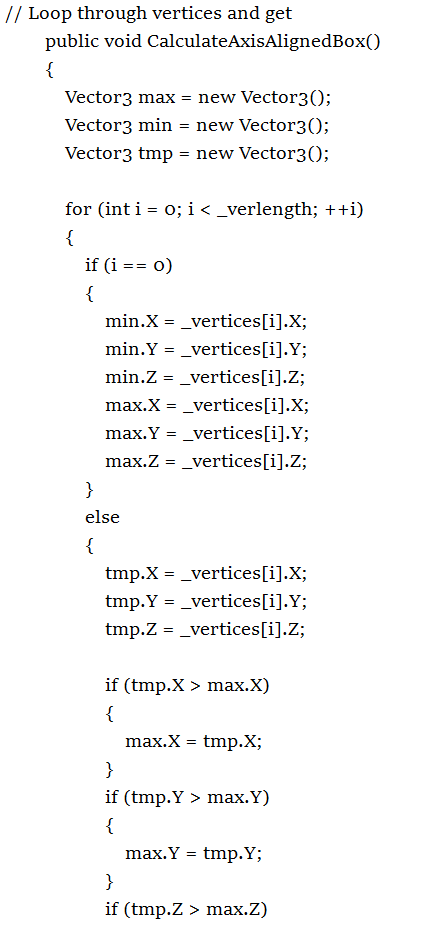 // Loop through vertices and get
public void CalculateAxisAlignedBox()
{
Vector3 max = new Vector3();
Vector3 min = new Vector3();
Vector3 tmp = new Vector3();
for (int i = 0; i < _verlength; ++i)
{
if (i == 0)
{
min.X = _vertices[i].X;
min.Y = _vertices[i].Y;
min.Z = _vertices[i].Z;
max.X = _vertices[i].X;
max.Y = _vertices[i].Y;
max.Z = _vertices[i].Z;
}
else
{
tmp.X = _vertices[i].X;
tmp.Y = _vertices[i].Y;
tmp.Z = _vertices[i].Z;
if (tmp.X > max.X)
{
max.X = tmp.X;
}
if (tmp.Y > max.Y)
{
max.Y = tmp.Y;
}
if (tmp.Z > max.Z)